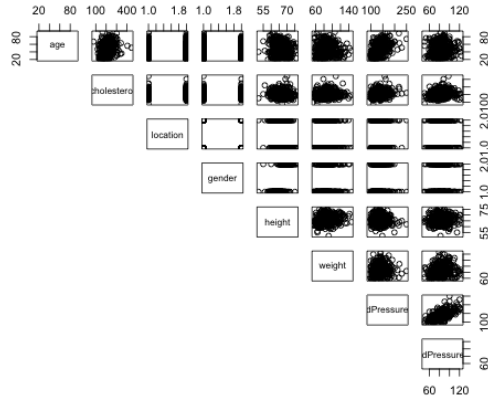 20 60 100 400 1.0 1.8 1.0 1.8 55 70 60 140 100 250 60 120
age 20 80
cholestero 100
location 1.0 2.0
gender 1.0 2.0
height 55 75
weight 60
dPressure 100
dPressure 60
60 120